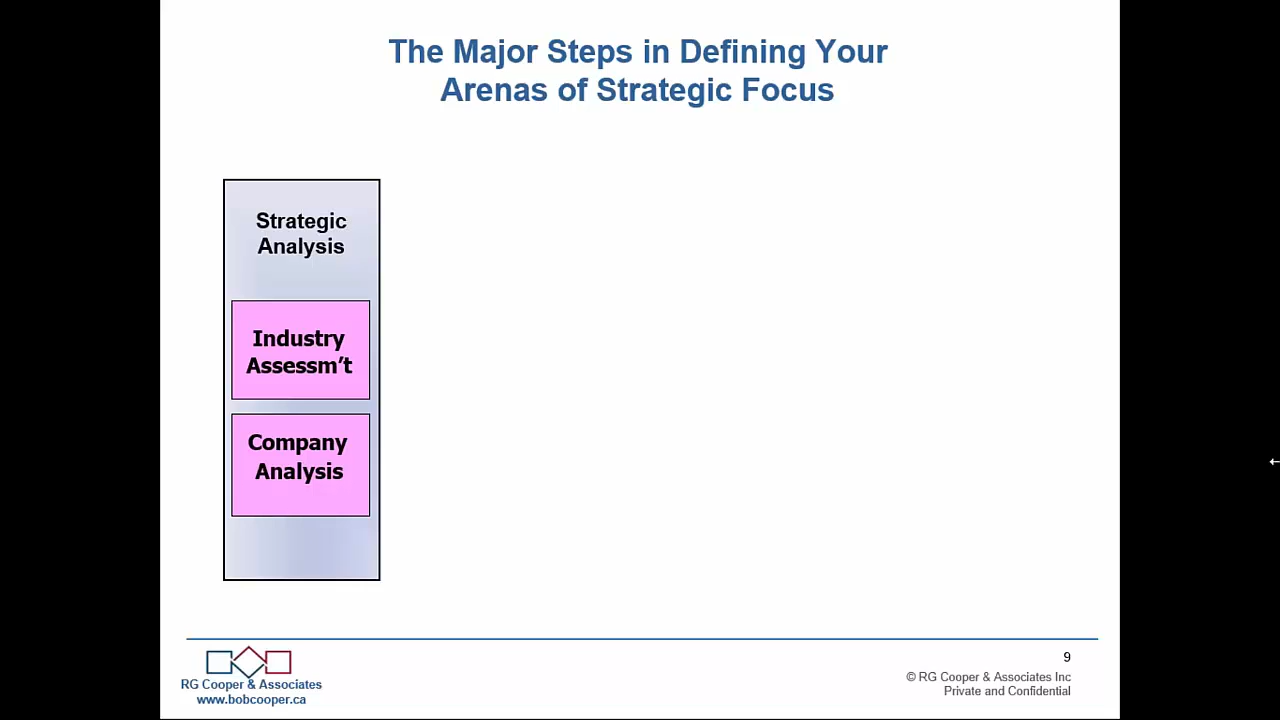 The Major Steps in Defining Your
Arenas of Strategic Focus
Strategic
Analysis
Industry
Assessm’t
Company
Analysis
RG Cooper & Associates
www.bobcooper.ca
9
© RG Cooper & Associates Inc
Private and Confidential